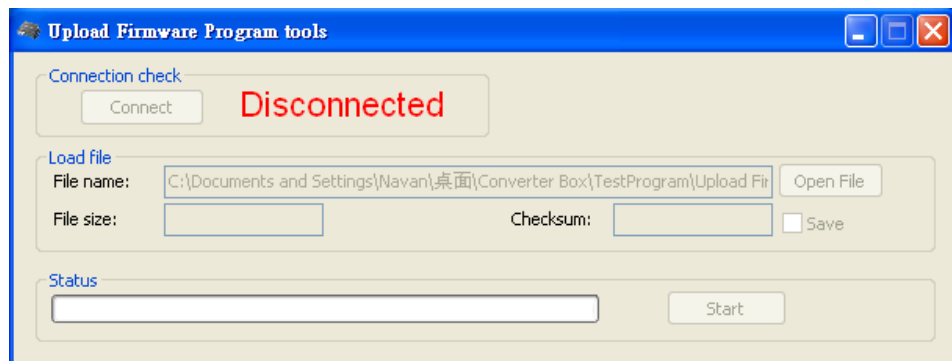 Upload Firmware Program tools
Connection check
Connect Disconnected
Load file
File name: C:\Documents and Settings\Navan\桌面\Converter Box\TestProgram\Upload Fir Open File
File size: Checksum: Save
Status
Start